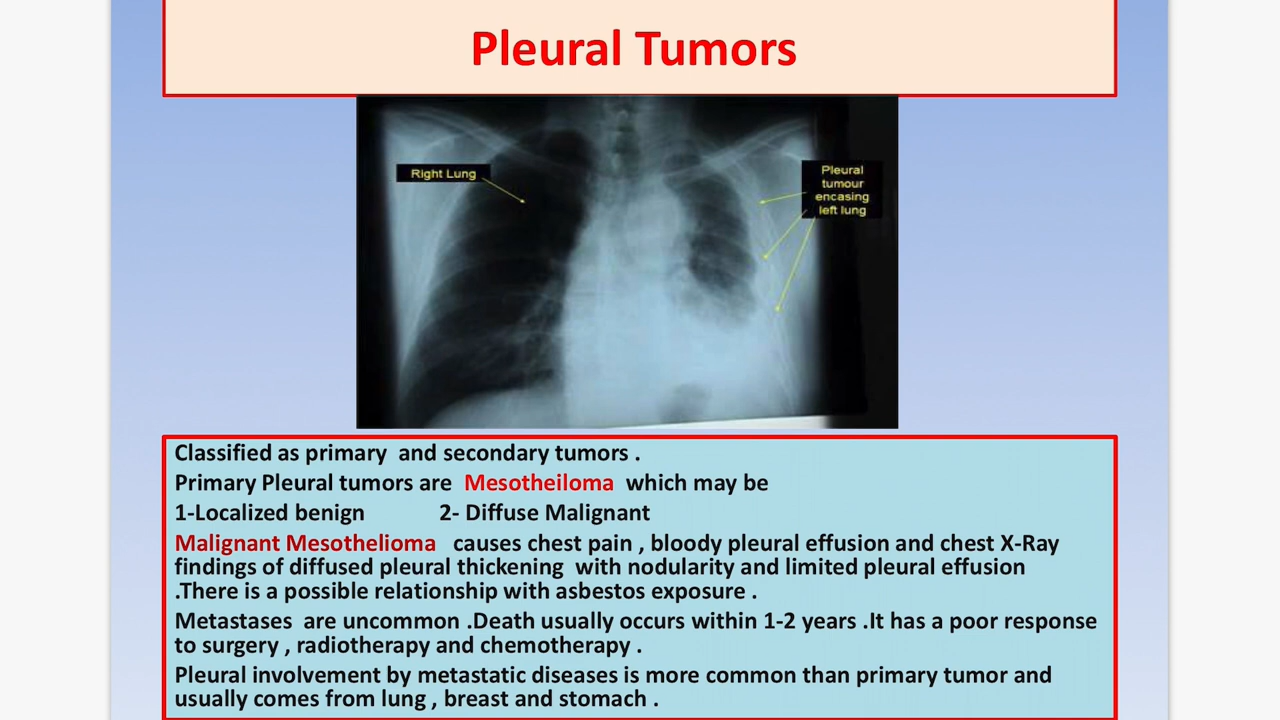 Pleural Tumors
Right Lung
Pleural
tumour
encasing
left lung
Classified as primary and secondary tumors .
Primary Pleural tumors are Mesotheiloma which may be
1-Localized benign 2- Diffuse Malignant
Malignant Mesothelioma causes chest pain , bloody pleural effusion and chest X-Ray
findings of diffused pleural thickening with nodularity and limited pleural effusion
.There is a possible relationship with asbestos exposure .
Metastases are uncommon .Death usually occurs within 1-2 years .It has a poor response
to surgery , radiotherapy and chemotherapy .
Pleural involvement by metastatic diseases is more common than primary tumor and
usually comes from lung , breast and stomach .